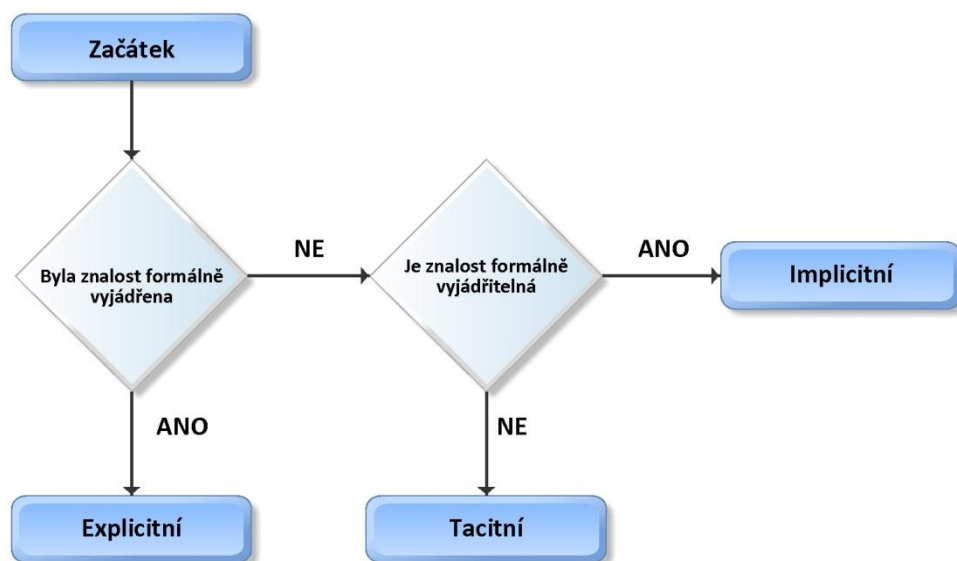 Začátek
Byla znalost formálně
vyjádřena
NE
Je znalost formálně
vyjádřitelná
ANO
Implicitní
ANO
NE
Explicitní
Tacitní